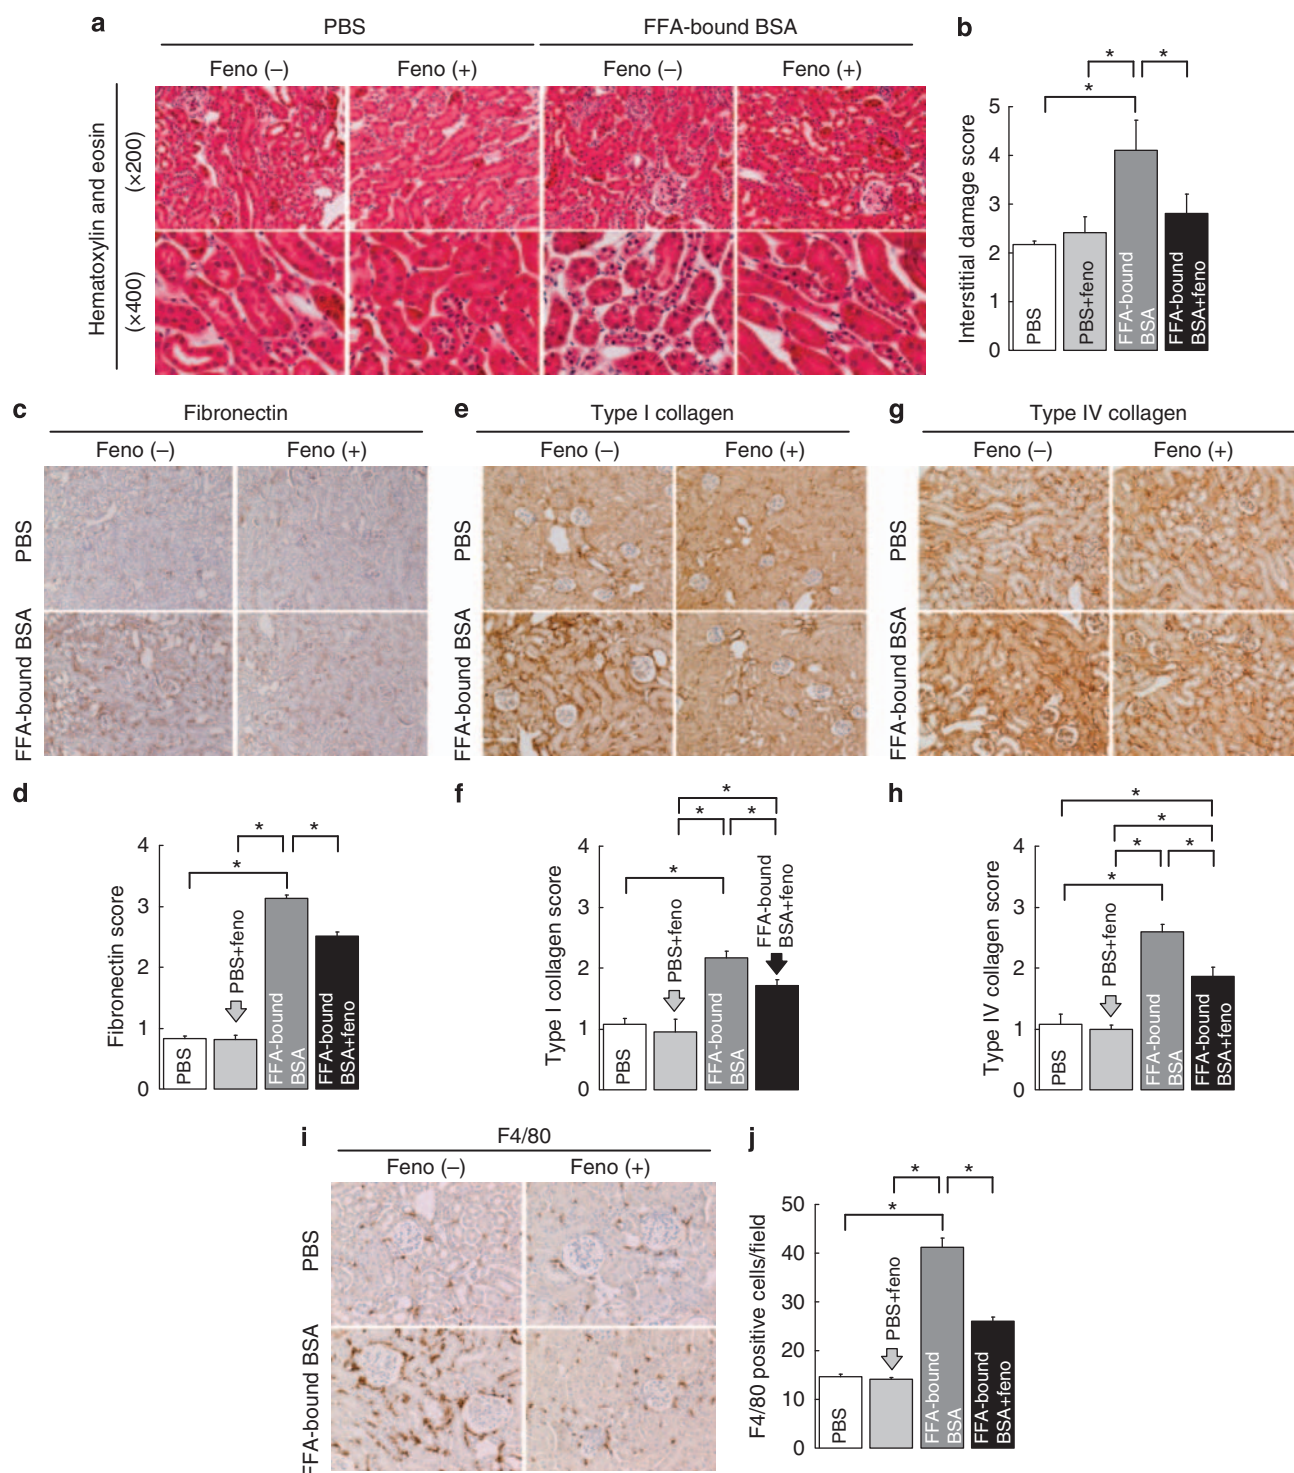 a
PBS
FFA-bound BSA
Feno (–)
Feno (+)
Feno (–)
Feno (+)
Hematoxylin and eosin
(×200)
(×400)
b
*
*
*
Interstitial damage score
5
4
3
2
1
0
PBS
PBS+feno
FFA-bound
BSA
FFA-bound
BSA+feno
c
Fibronectin
Feno (–)
Feno (+)
PBS
FFA-bound BSA
e
Type I collagen
Feno (–)
Feno (+)
PBS
FFA-bound BSA
g
Type IV collagen
Feno (–)
Feno (+)
PBS
FFA-bound BSA
d
*
*
*
Fibronectin score
4
3
2
1
0
PBS
PBS+feno
FFA-bound
BSA
FFA-bound
BSA+feno
f
*
*
*
*
Type I collagen score
4
3
2
1
0
PBS
PBS+feno
FFA-bound
BSA
FFA-bound
BSA+feno
h
*
*
*
*
*
Type IV collagen score
4
3
2
1
0
PBS
PBS+feno
FFA-bound
BSA
FFA-bound
BSA+feno
i
F4/80
Feno (–)
Feno (+)
PBS
FFA-bound BSA
j
*
*
*
F4/80 positive cells/field
50
40
30
20
10
0
PBS
PBS+feno
FFA-bound
BSA
FFA-bound
BSA+feno